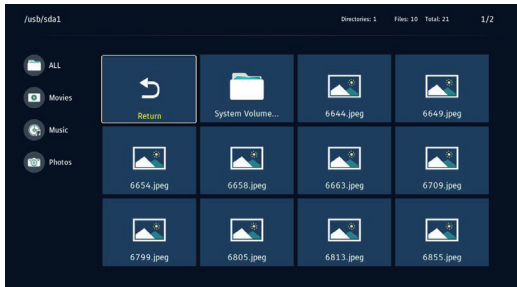 /usb/sda1
Directories: 1 Files: 10 Total: 21 1/2
ALL
Movies
Music
Photos
Return
System Volume...
6644.jpeg
6649.jpeg
6654.jpeg
6658.jpeg
6663.jpeg
6709.jpeg
6799.jpeg
6805.jpeg
6813.jpeg
6855.jpeg